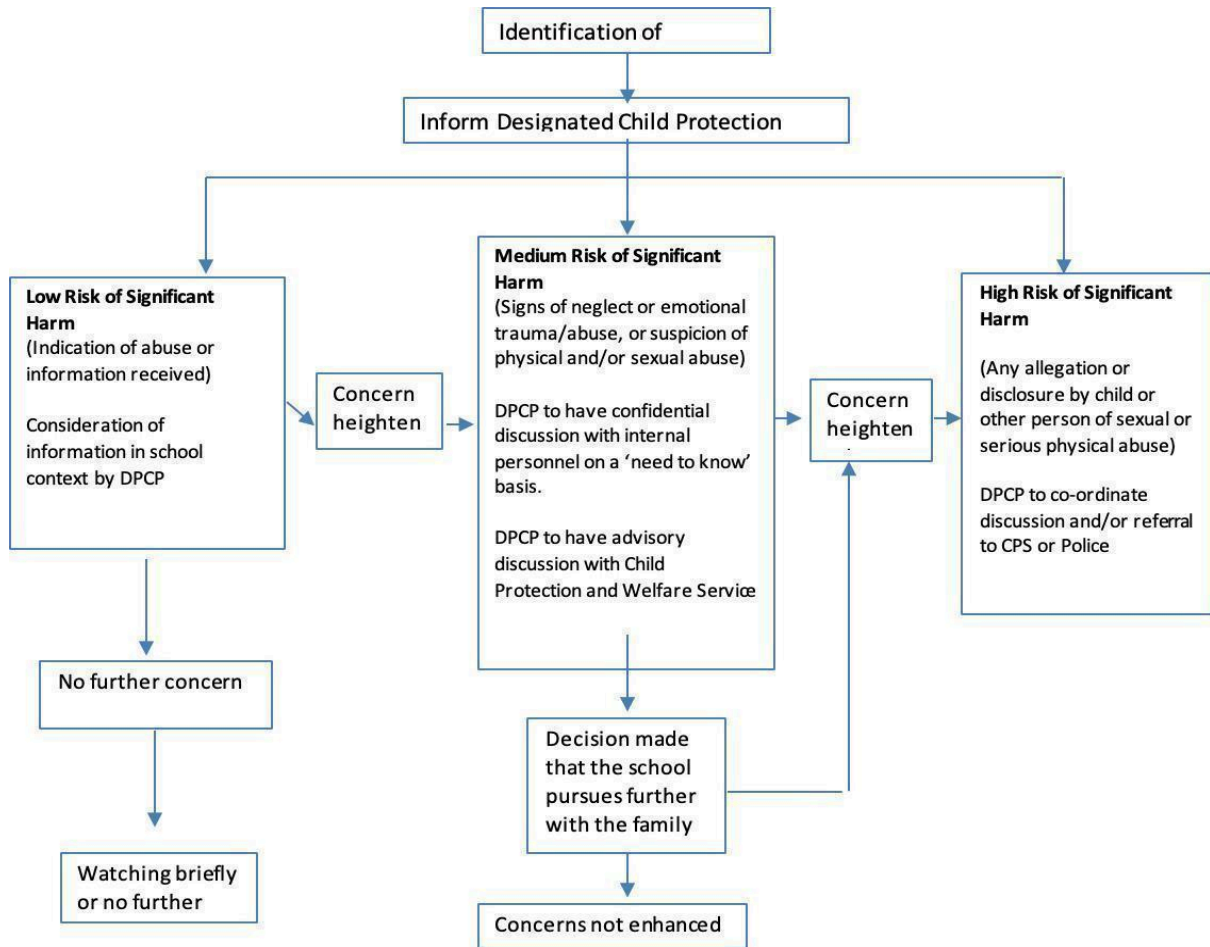 Identification of
Inform Designated Child Protection
Low Risk of Significant
Harm
(Indication of abuse or
information received)
Consideration of
information in school
context by DPCP
Concern
heighten
Medium Risk of Significant
Harm
(Signs of neglect or emotional
trauma/abuse, or suspicion of
physical and/or sexual abuse)
DPCP to have confidential
discussion with internal
personnel on a ‘need to know’
basis.
DPCP to have advisory
discussion with Child
Protection and Welfare Service
Concern
heighten
High Risk of Significant
Harm
(Any allegation or
disclosure by child or
other person of sexual or
serious physical abuse)
DPCP to co-ordinate
discussion and/or referral
to CPS or Police
No further concern
Watching briefly
or no further
Decision made
that the school
pursues further
with the family
Concerns not enhanced